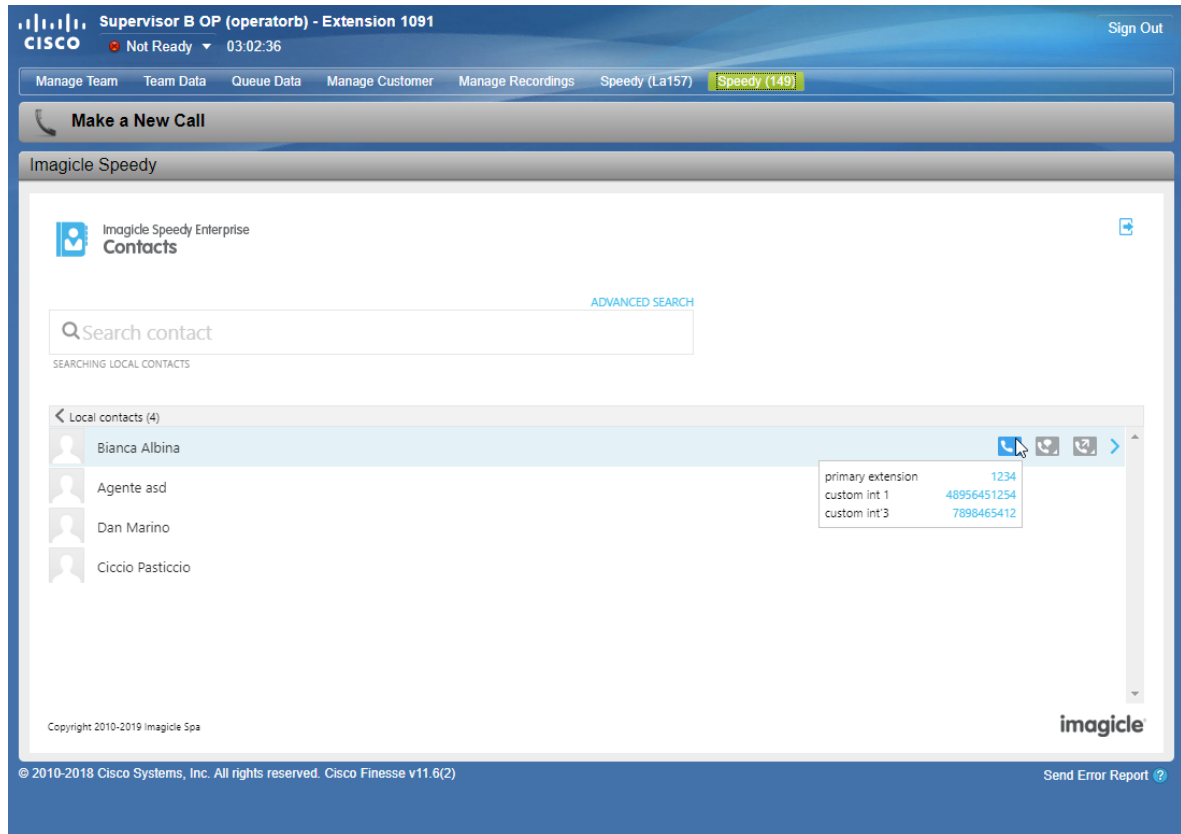 Supervisor B OP (operatorb) - Extension 1091
Sign Out
CISCO
Not Ready 03:02:36
Manage Team Team Data Queue Data Manage Customer Manage Recordings Speedy (La157) Speedy (149)
Make a New Call
Imagicle Speedy
Imagicle Speedy Enterprise
Contacts
ADVANCED SEARCH
Search contact
SEARCHING LOCAL CONTACTS
Local contacts (4)
Bianca Albina
primary extension 1234
custom int 1 48956451254
custom int'3 7898465412
Agente asd
Dan Marino
Ciccio Pasticcio
Copyright 2010-2019 Imagicle Spa
imagicle
© 2010-2018 Cisco Systems, Inc. All rights reserved. Cisco Finesse v11.6(2)
Send Error Report ?